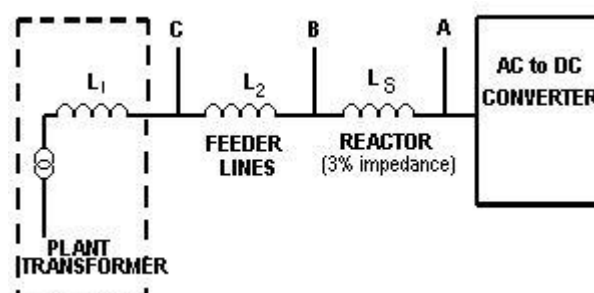 C
B
A
L1
L2
LS
AC to DC
CONVERTER
FEEDER
LINES
REACTOR
(3% impedance)
PLANT
TRANSFORMER